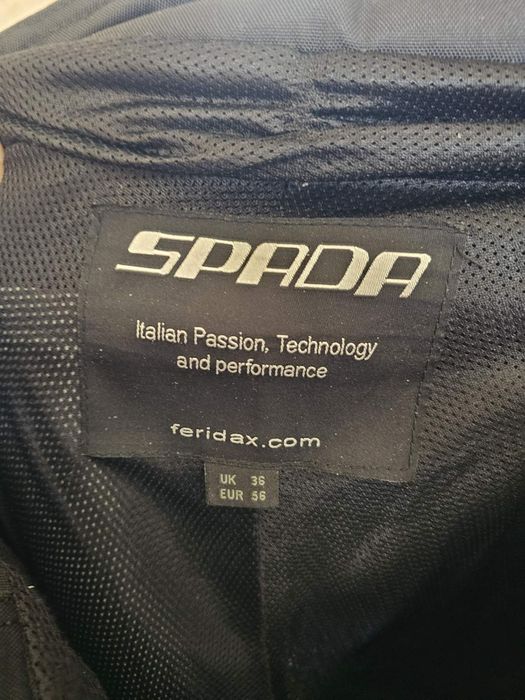 SPADA
Italian Passion, Technology
and performance
feridax.com
UK 36
EUR 56